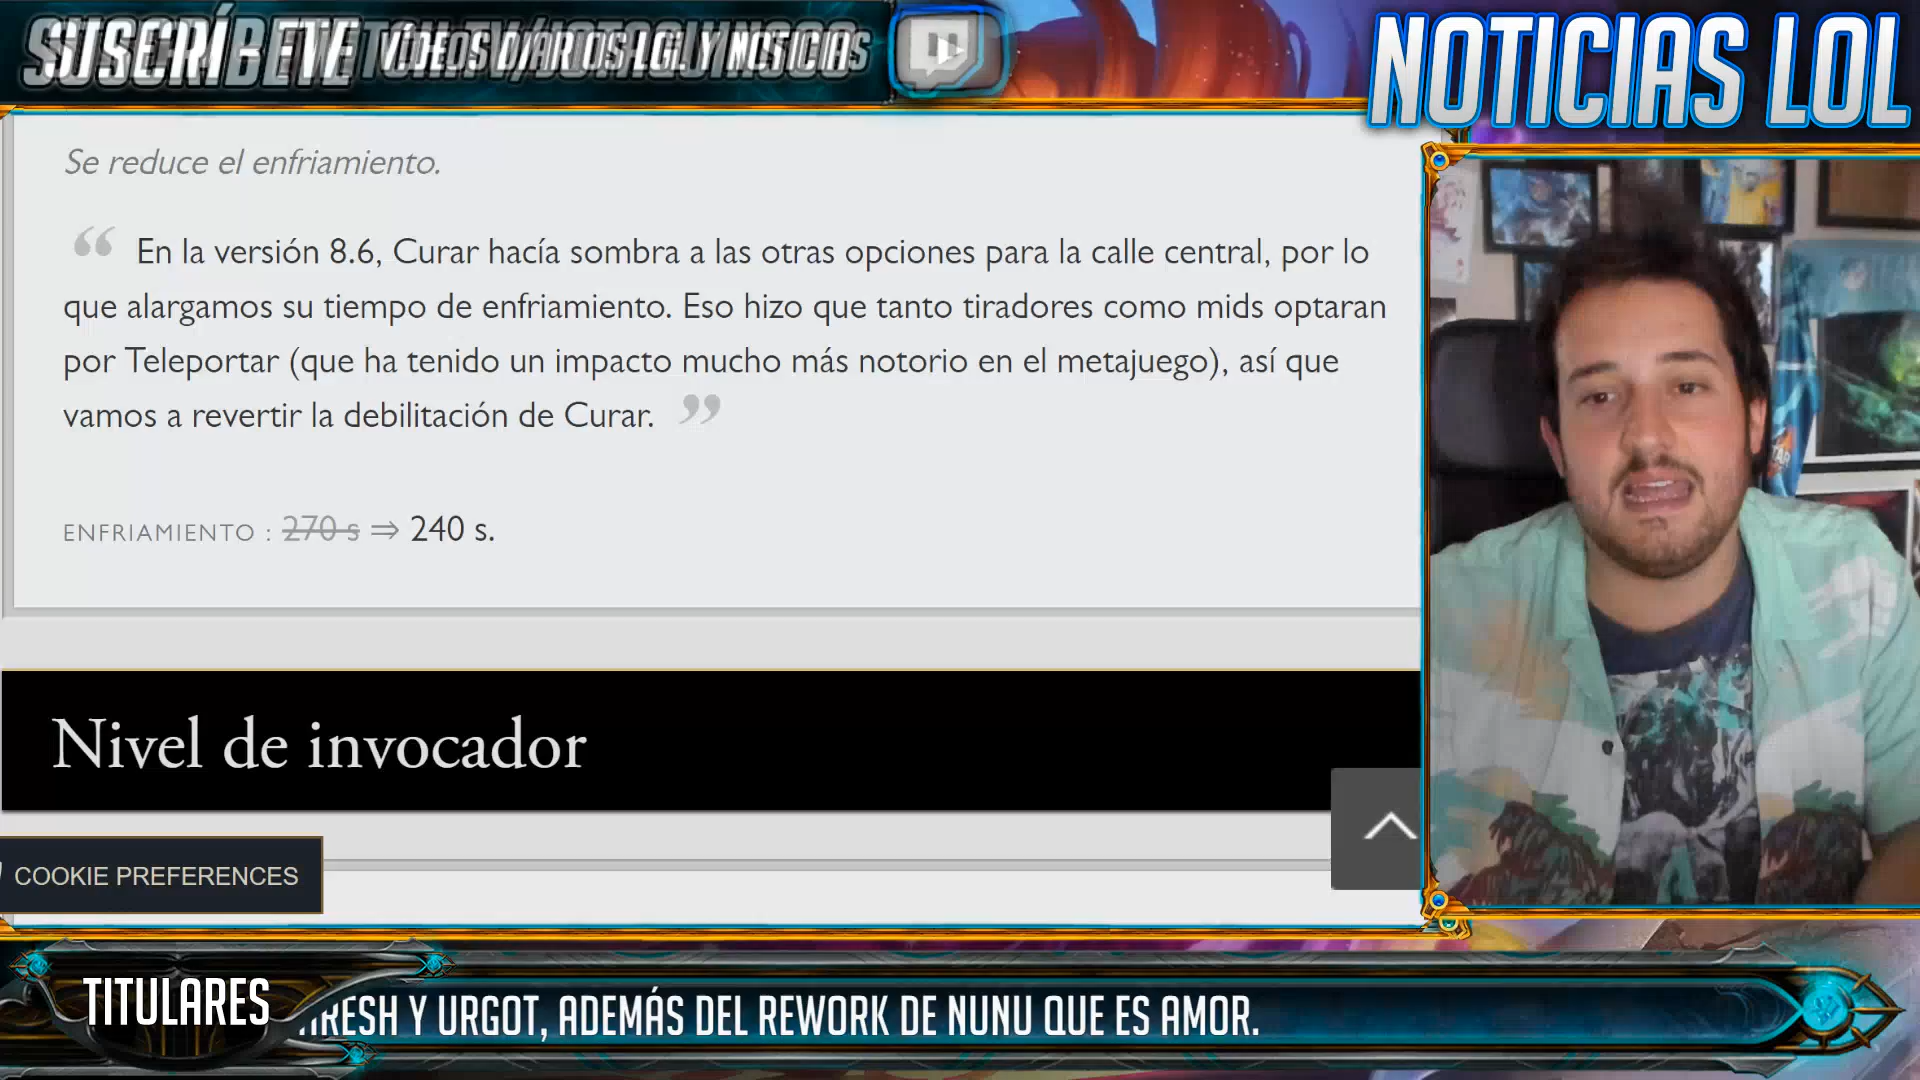 VÍDEOS
NOTICIAS LOL
Se reduce el enfriamiento.
“ En la versión 8.6, Curar hacía sombra a las otras opciones para la calle central, por lo
que alargamos su tiempo de enfriamiento. Eso hizo que tanto tiradores como mids optaran
por Teleportar (que ha tenido un impacto mucho más notorio en el metajuego), así que
vamos a revertir la debilitación de Curar. ”
ENFRIAMIENTO : 270 s ⇒ 240 s.
Nivel de invocador
COOKIE PREFERENCES
TITULARES
RESH Y URGOT, ADEMÁS DEL REWORK DE NUNU QUE ES AMOR.